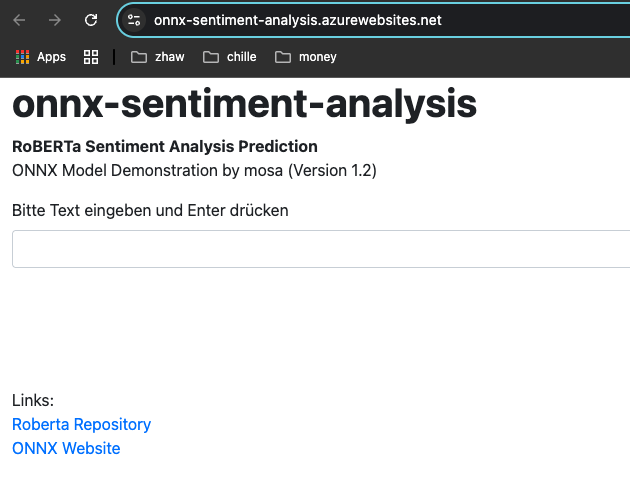 onnx-sentiment-analysis.azurewebsites.net
Apps zhaw chille money
onnx-sentiment-analysis
RoBERTa Sentiment Analysis Prediction
ONNX Model Demonstration by mosa (Version 1.2)
Bitte Text eingeben und Enter drücken
Links:
Roberta Repository
ONNX Website